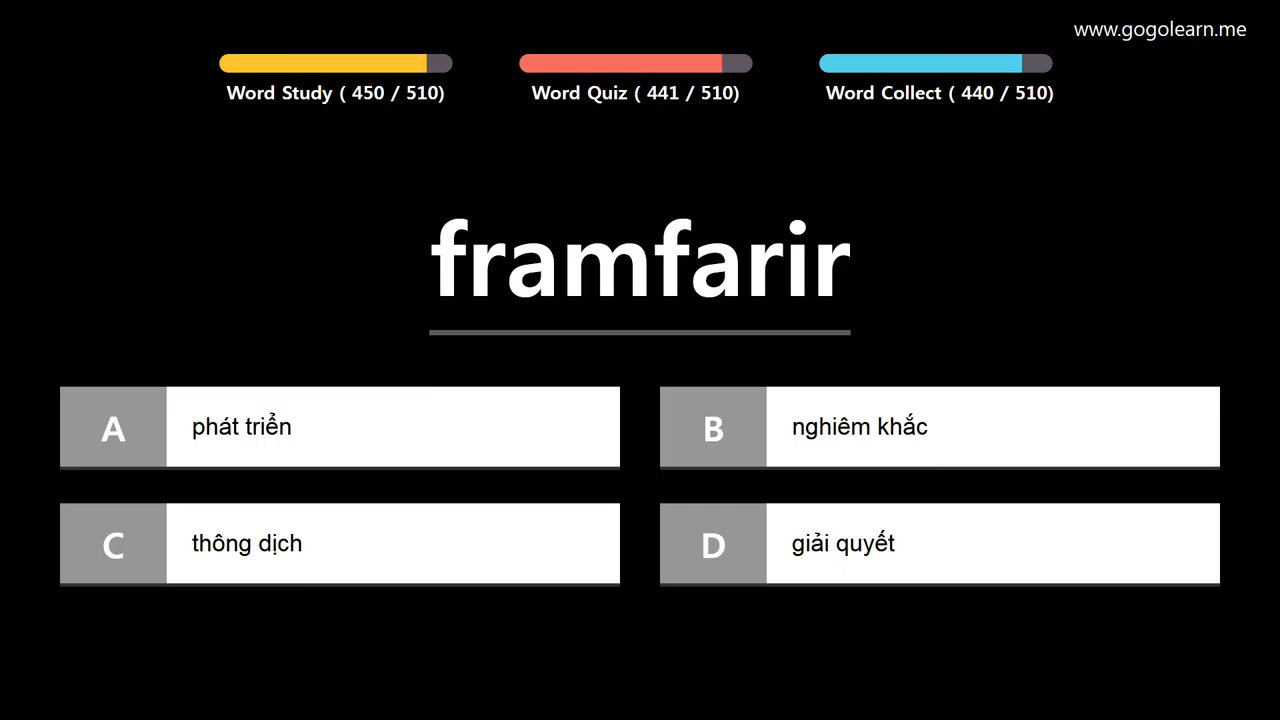 www.gogolearn.me
Word Study ( 450 / 510)
Word Quiz ( 441 / 510)
Word Collect ( 440 / 510)
framfarir
A phát triển
B nghiêm khắc
C thông dịch
D giải quyết